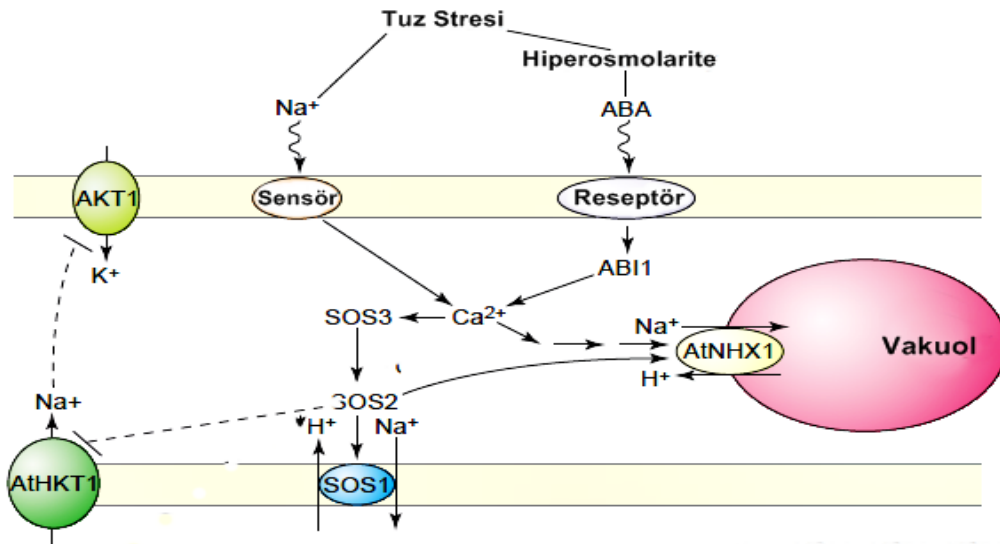 Tuz Stresi
Hiperosmolarite
Na⁺
ABA
AKT1
Sensör
Reseptör
K⁺
ABI1
SOS3
Ca²⁺
Na⁺
AtNHX1
H⁺
Vakuol
Na+
SOS2
H⁺
Na⁺
AtHKT1
SOS1